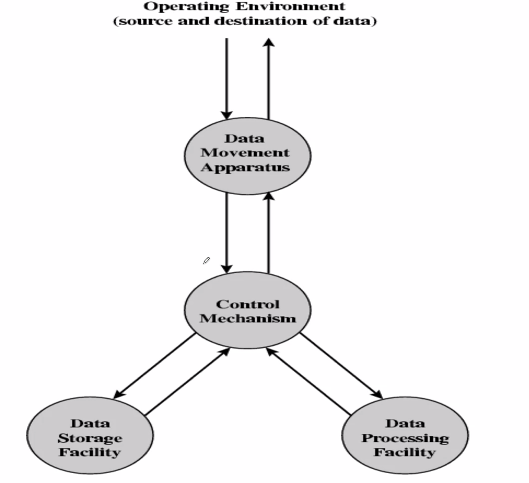 Operating Environment
(source and destination of data)
Data
Movement
Apparatus
Control
Mechanism
Data
Storage
Facility
Data
Processing
Facility